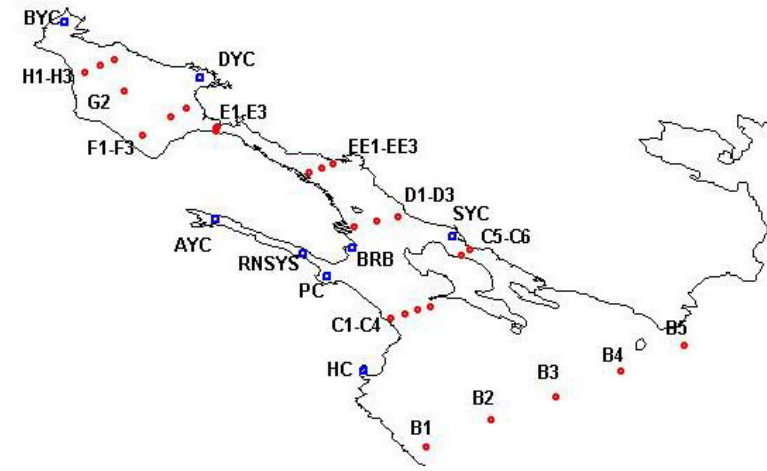 BYC
DYC
H1-H3
G2
E1-E3
F1-F3
EE1-EE3
D1-D3
SYC
C5-C6
AYC
RNSYS
BRB
PC
C1-C4
B5
HC
B4
B3
B2
B1